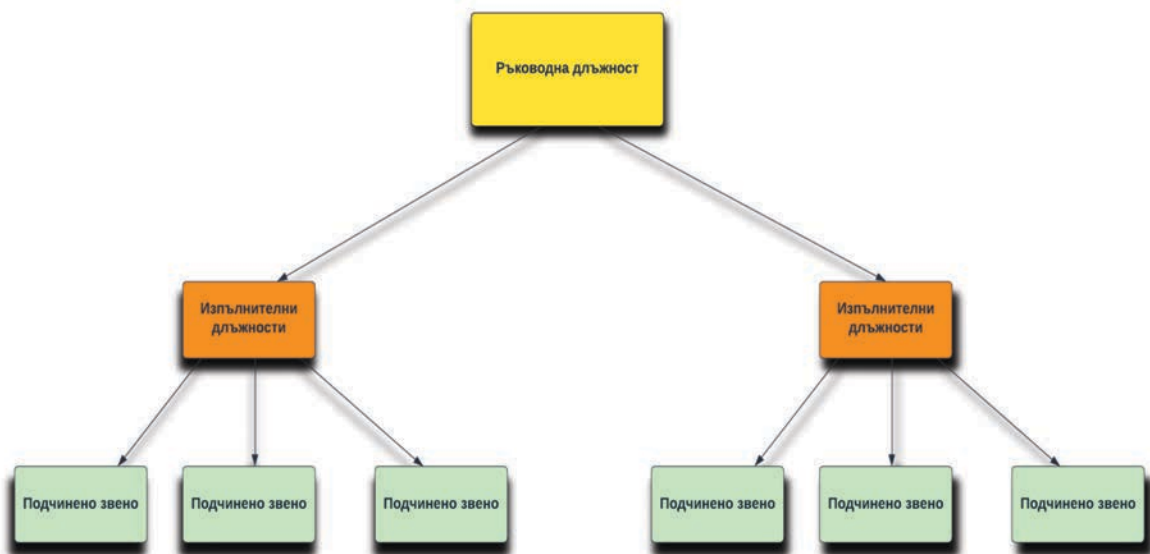 Ръководна длъжност
Изпълнителни
длъжности
Изпълнителни
длъжности
Подчинено звено
Подчинено звено
Подчинено звено
Подчинено звено
Подчинено звено
Подчинено звено